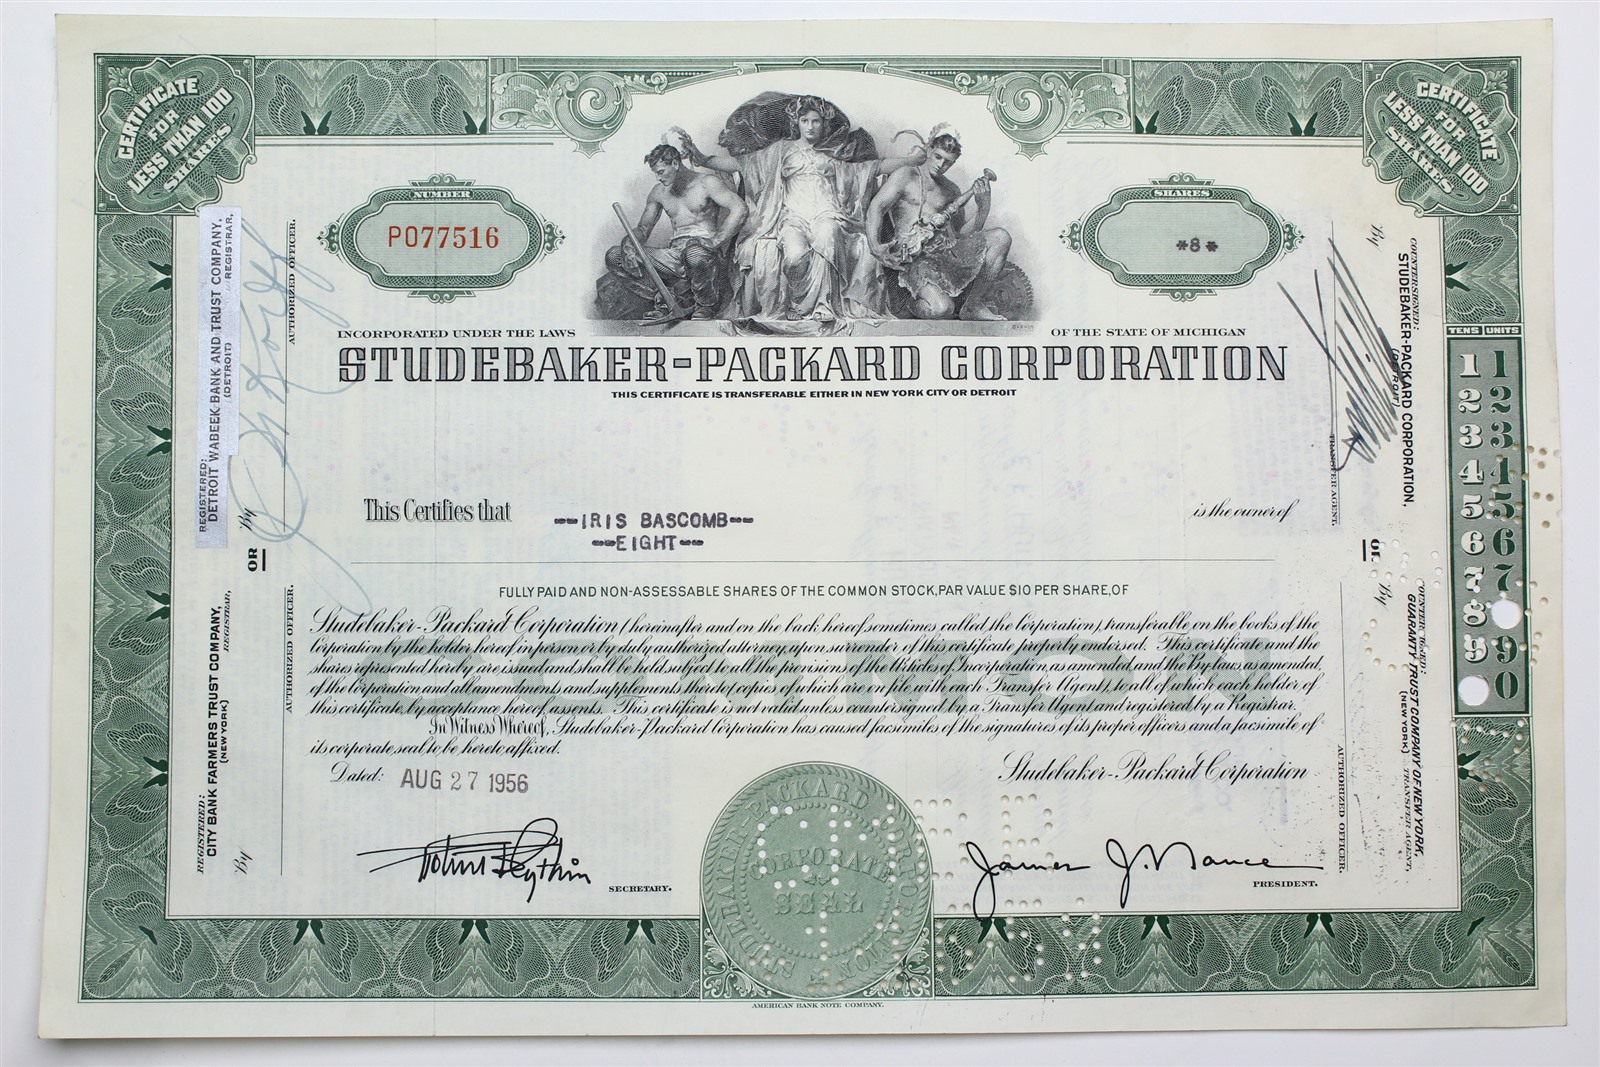 CERTIFICATE
FOR
LESS THAN 100
SHARES
CERTIFICATE
FOR
LESS THAN 100
SHARES
NUMBER
P077516
SHARES
*8*
INCORPORATED UNDER THE LAWS OF THE STATE OF MICHIGAN
STUDEBAKER-PACKARD CORPORATION
THIS CERTIFICATE IS TRANSFERABLE EITHER IN NEW YORK CITY OR DETROIT
This Certifies that --IRIS BASCOMB-- is the owner of
--EIGHT--
FULLY PAID AND NON-ASSESSABLE SHARES OF THE COMMON STOCK, PAR VALUE $10 PER SHARE, OF
Studebaker-Packard Corporation (hereinafter and on the back hereof sometimes called the Corporation), transferable on the books of the
Corporation by the holder hereof in person or by duly authorized attorney, upon surrender of this certificate properly endorsed. This certificate and the
shares represented hereby are issued and shall be held subject to all the provisions of the Articles of Incorporation, as amended, and the By-laws, as amended,
of the Corporation and all amendments and supplements thereto (copies of which are on file with each Transfer Agent), to all of which each holder of
this certificate, by acceptance hereof, assents. This certificate is not valid unless countersigned by a Transfer Agent and registered by a Registrar.
In Witness Whereof, Studebaker-Packard Corporation has caused facsimiles of the signatures of its proper officers and a facsimile of
its corporate seal to be hereto affixed.
COMMON
Dated: AUG 27 1956
Studebaker-Packard Corporation
SECRETARY.
James J. Nance
PRESIDENT.
STUDEBAKER-PACKARD CORPORATION
CORPORATE
SEAL
AMERICAN BANK NOTE COMPANY.
REGISTERED:
DETROIT WABEEK BANK AND TRUST COMPANY,
(DETROIT) REGISTRAR,
By
AUTHORIZED OFFICER.
OR
REGISTERED:
CITY BANK FARMERS TRUST COMPANY,
(NEW YORK) REGISTRAR,
By
AUTHORIZED OFFICER.
COUNTERSIGNED:
STUDEBAKER-PACKARD CORPORATION,
(DETROIT)
By
TRANSFER AGENT.
OR
COUNTERSIGNED:
GUARANTY TRUST COMPANY OF NEW YORK,
(NEW YORK) TRANSFER AGENT,
By
AUTHORIZED OFFICER.
TENS UNITS
1 1
2 2
3 3
4 4
5 5
6 6
7 7
8
9 9
0